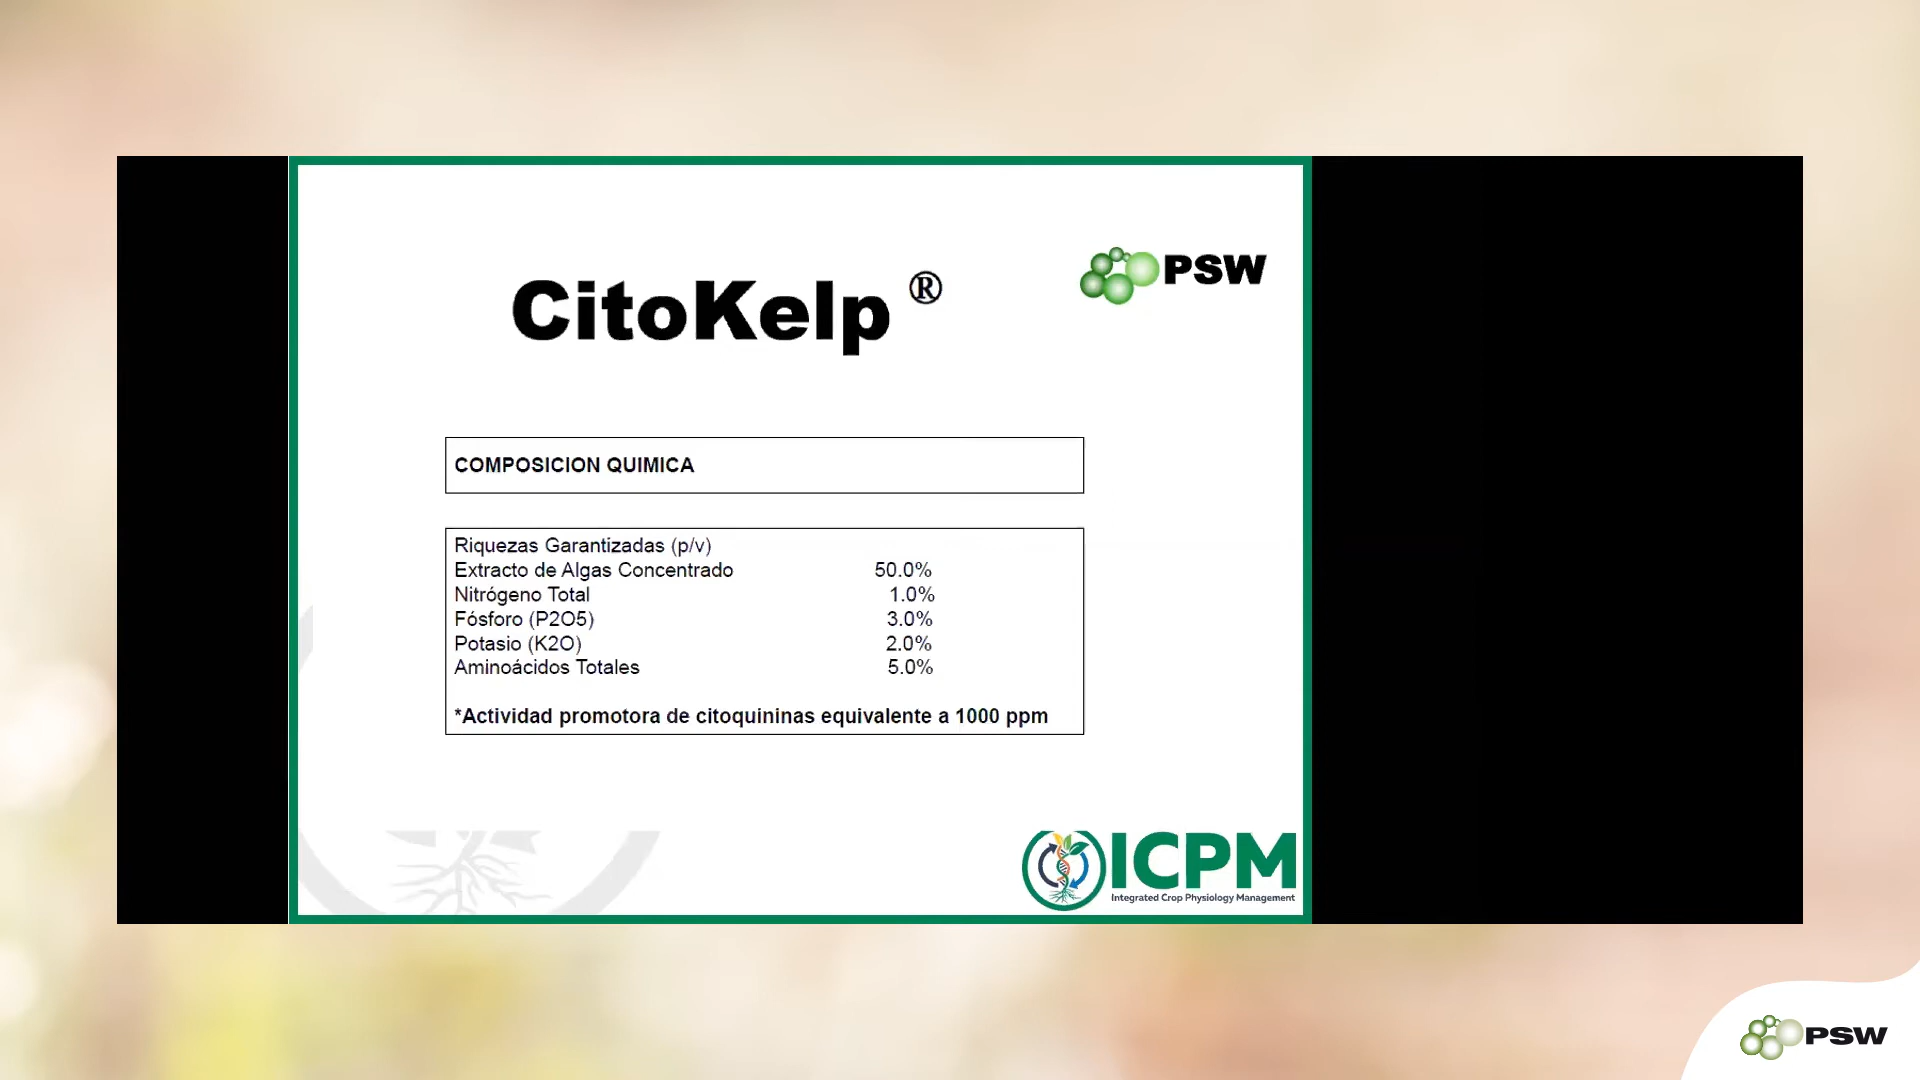 CitoKelp ®
PSW
COMPOSICION QUIMICA
Riquezas Garantizadas (p/v)
Extracto de Algas Concentrado 50.0%
Nitrógeno Total 1.0%
Fósforo (P2O5) 3.0%
Potasio (K2O) 2.0%
Aminoácidos Totales 5.0%
*Actividad promotora de citoquininas equivalente a 1000 ppm
ICPM
Integrated Crop Physiology Management
PSW